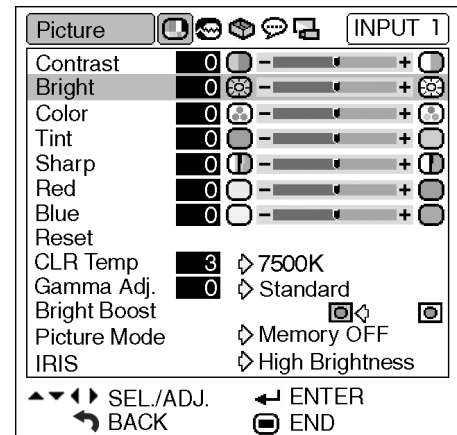 Picture INPUT 1
Contrast 0 - +
Bright 0 - +
Color 0 - +
Tint 0 - +
Sharp 0 - +
Red 0 - +
Blue 0 - +
Reset
CLR Temp 3 7500K
Gamma Adj. 0 Standard
Bright Boost
Picture Mode Memory OFF
IRIS High Brightness
SEL./ADJ. ENTER
BACK END